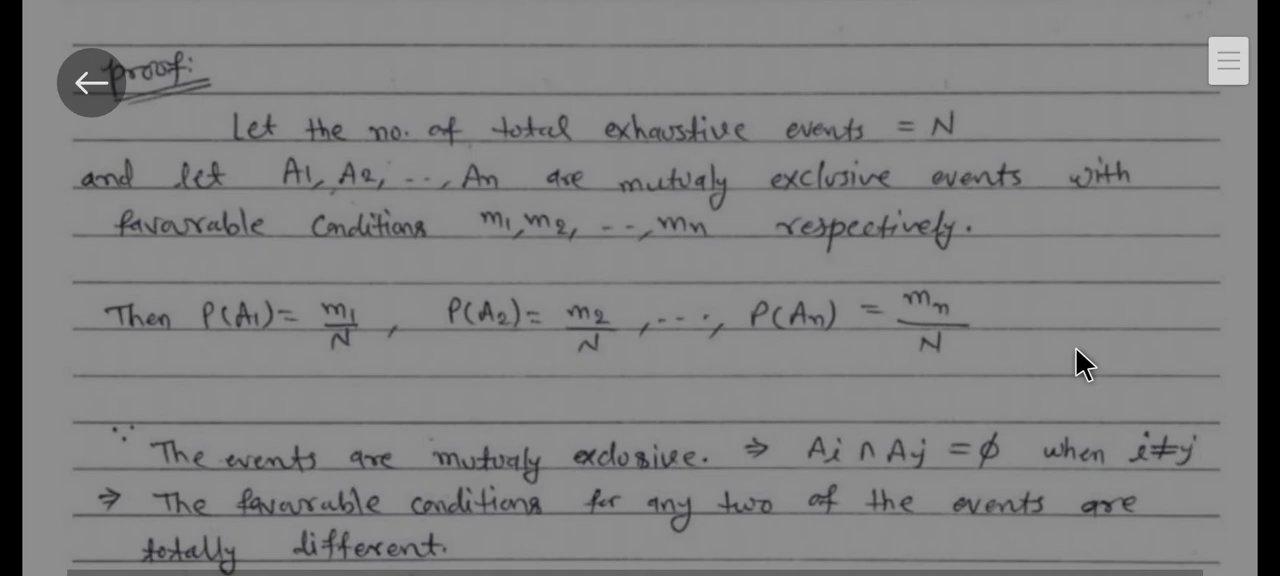 proof:
Let the no. of total exhaustive events = N
and let A1, A2, ..., An are mutualy exclusive events with
favourable Conditions m1, m2, --, mn respectively.
Then P(A1) = m1/N, P(A2) = m2/N, ---, P(An) = mn/N
∵ The events are mutualy exclusive. ⇒ Ai ∩ Aj = ϕ when i≠j
⇒ The favourable conditions for any two of the events are
totally different.